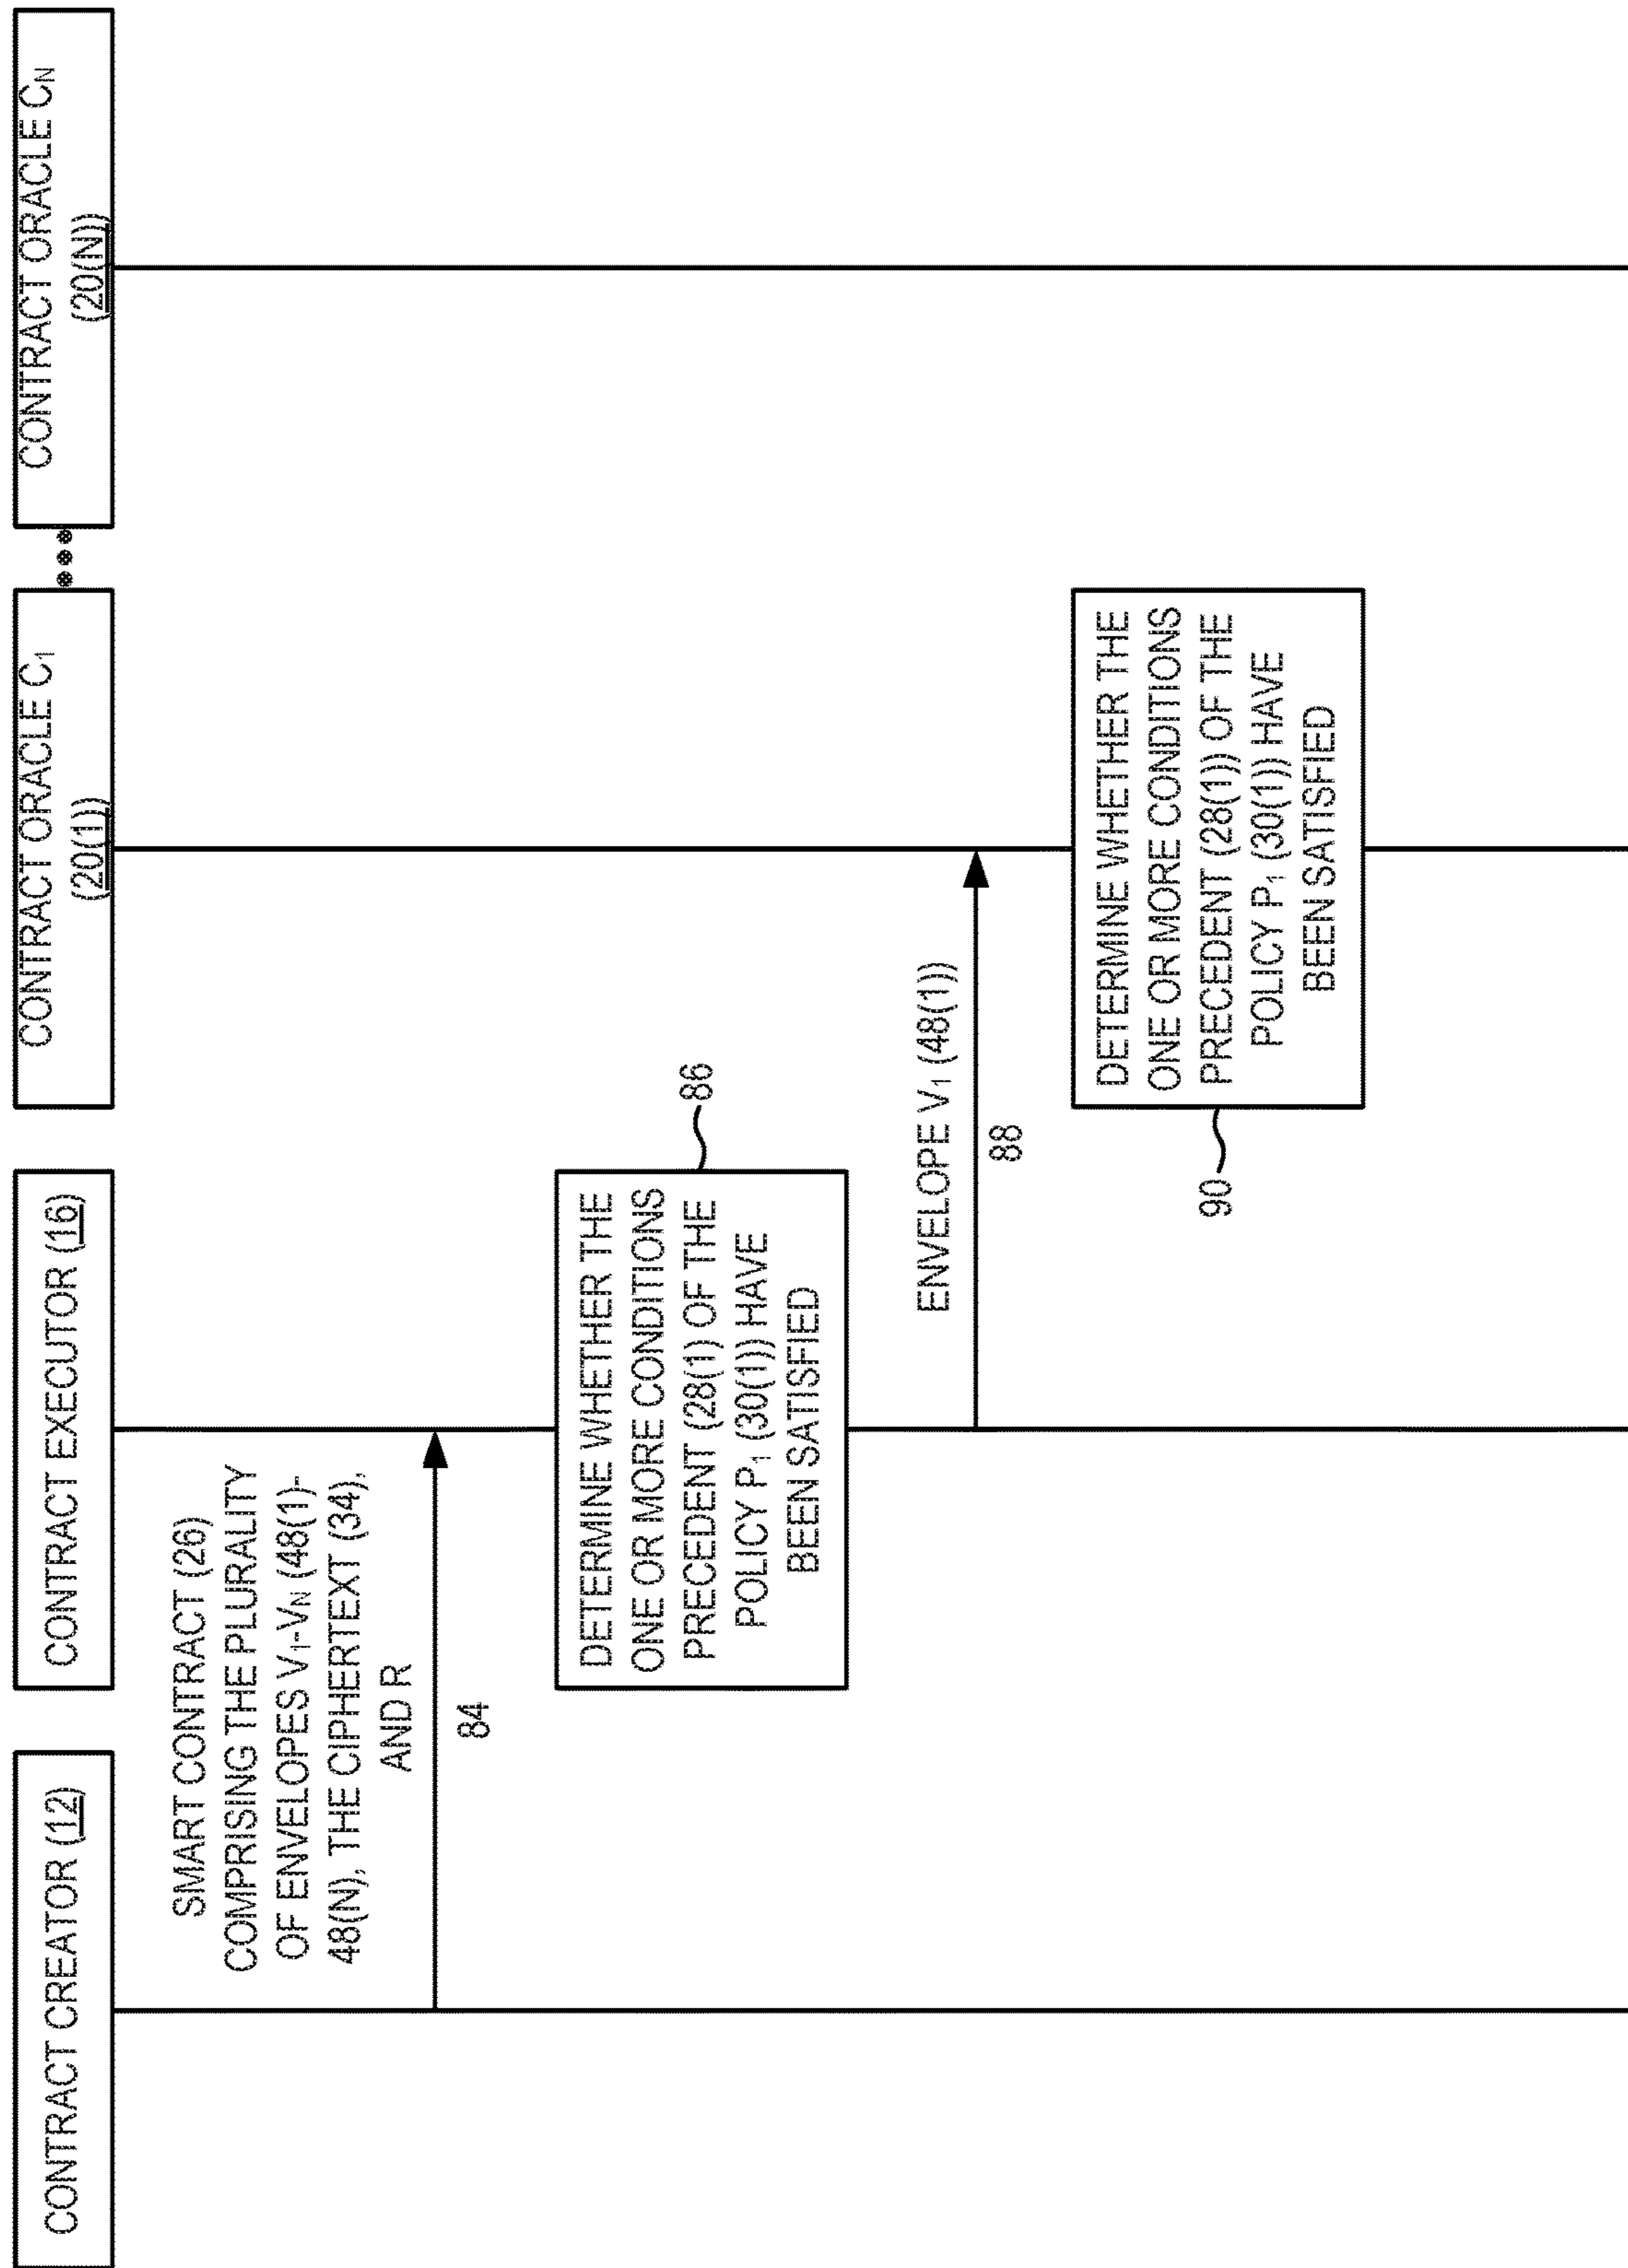 CONTRACT CREATOR (12)
CONTRACT EXECUTOR (16)
CONTRACT ORACLE C₁
(20(1))
CONTRACT ORACLE Cɴ
(20(N))
SMART CONTRACT (26)
COMPRISING THE PLURALITY
OF ENVELOPES V₁-Vɴ (48(1)-
48(N), THE CIPHERTEXT (34),
AND R
84
DETERMINE WHETHER THE
ONE OR MORE CONDITIONS
PRECEDENT (28(1) OF THE
POLICY P₁ (30(1)) HAVE
BEEN SATISFIED
86
ENVELOPE V₁ (48(1))
88
DETERMINE WHETHER THE
ONE OR MORE CONDITIONS
PRECEDENT (28(1)) OF THE
POLICY P₁ (30(1)) HAVE
BEEN SATISFIED
90